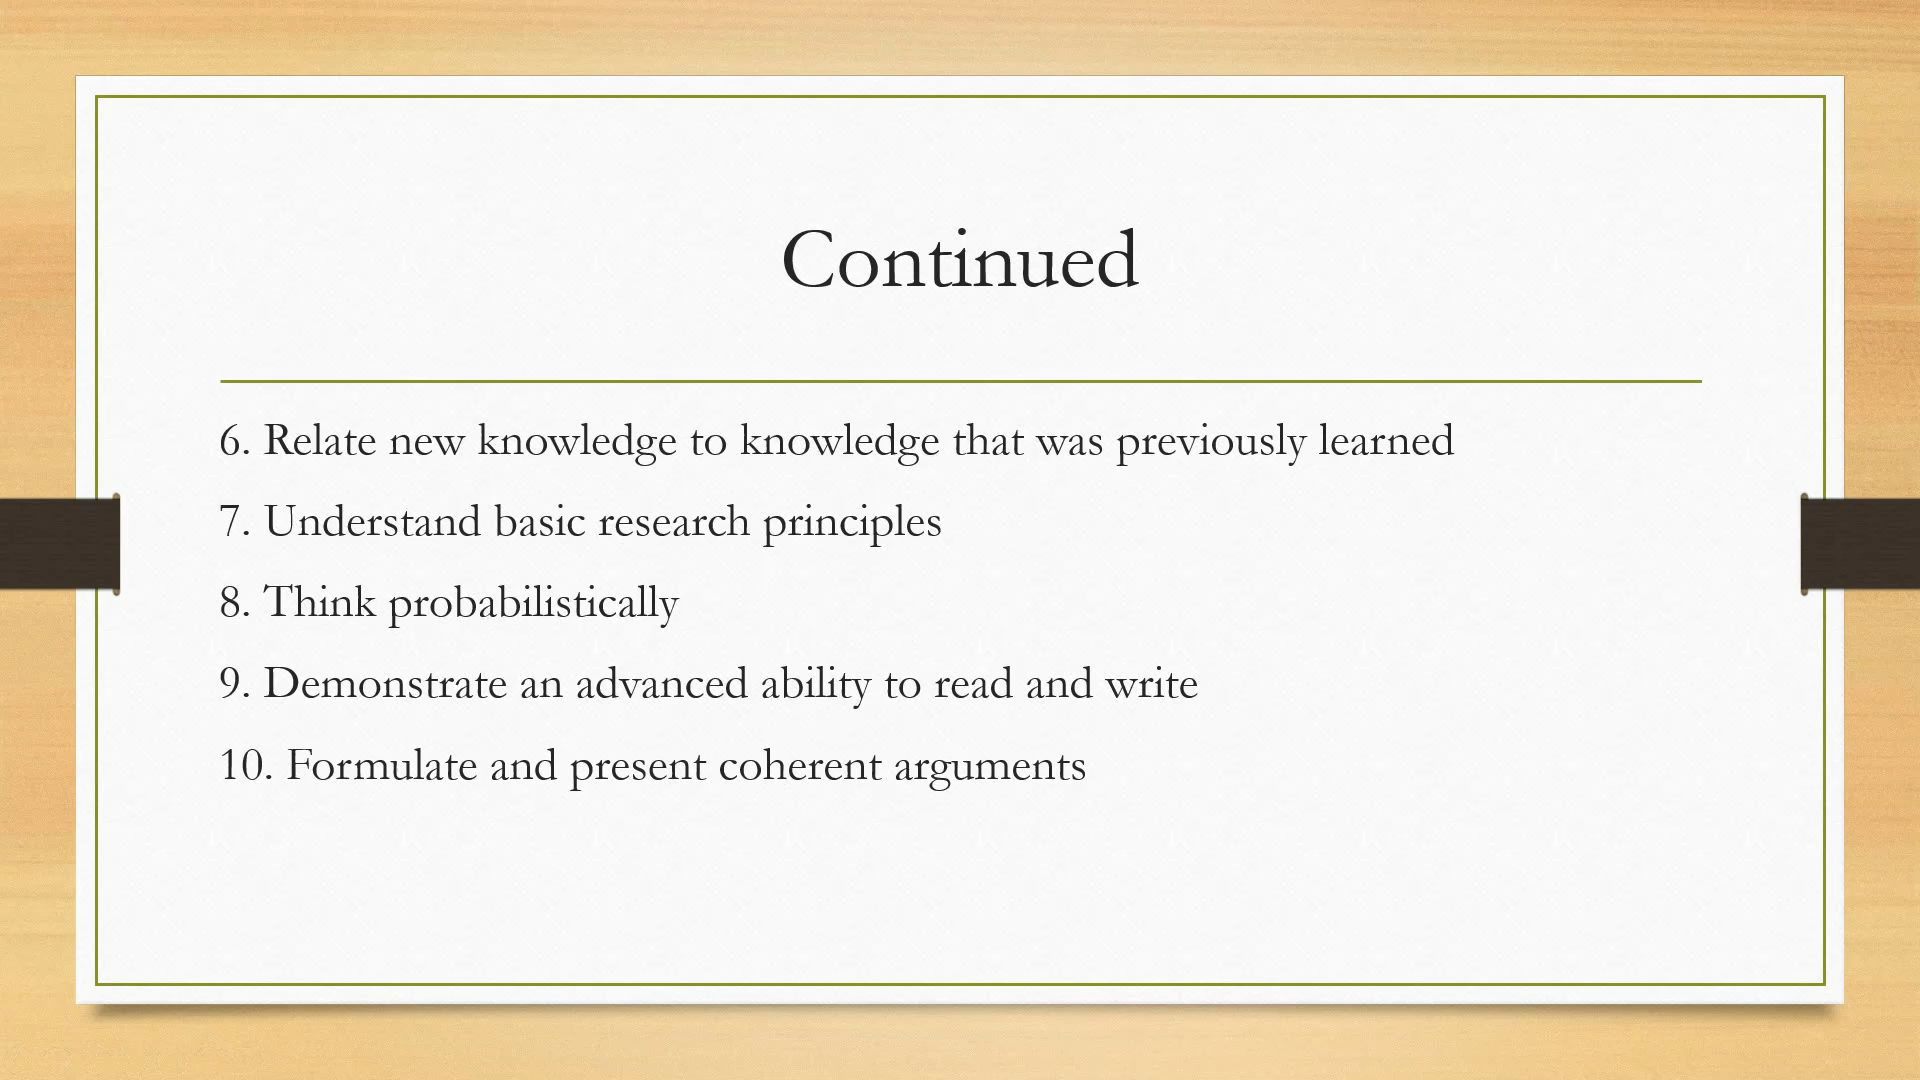 Continued
6. Relate new knowledge to knowledge that was previously learned
7. Understand basic research principles
8. Think probabilistically
9. Demonstrate an advanced ability to read and write
10. Formulate and present coherent arguments